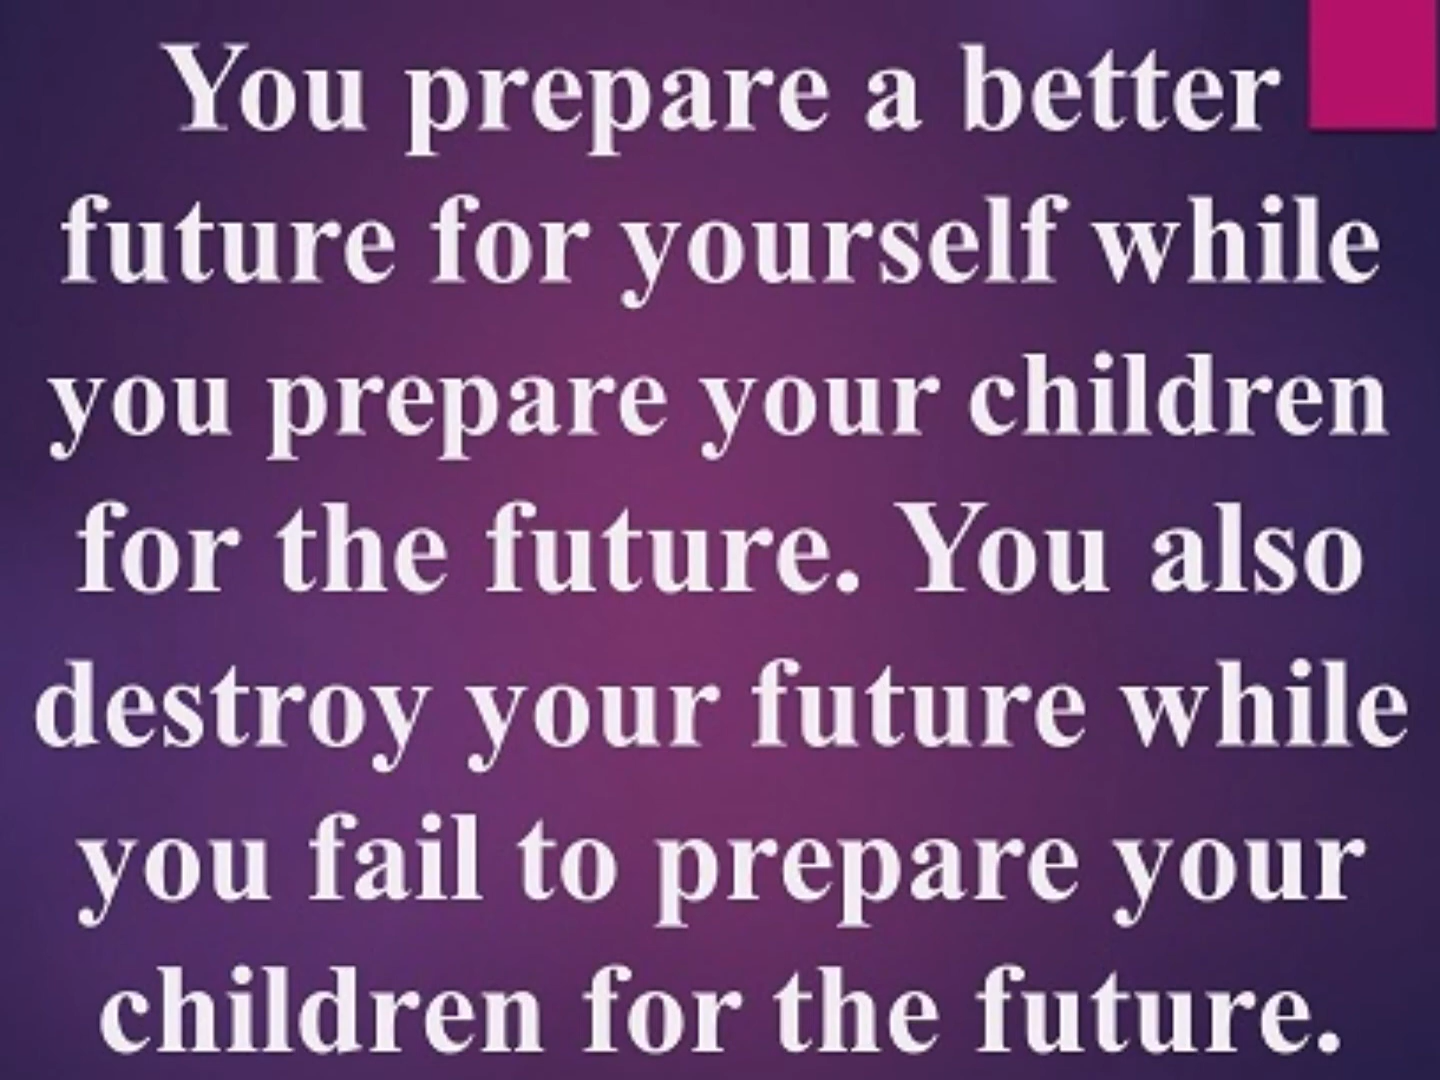 You prepare a better
future for yourself while
you prepare your children
for the future. You also
destroy your future while
you fail to prepare your
children for the future.